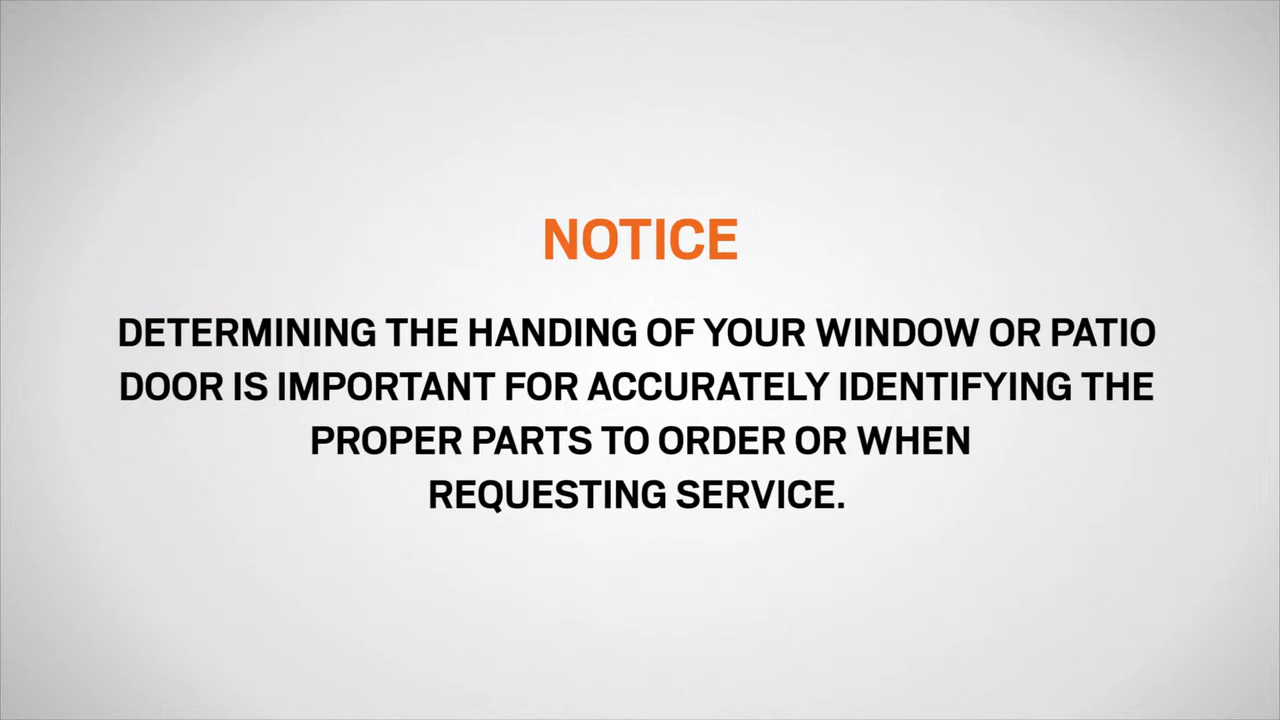 NOTICE
DETERMINING THE HANDING OF YOUR WINDOW OR PATIO
DOOR IS IMPORTANT FOR ACCURATELY IDENTIFYING THE
PROPER PARTS TO ORDER OR WHEN
REQUESTING SERVICE.